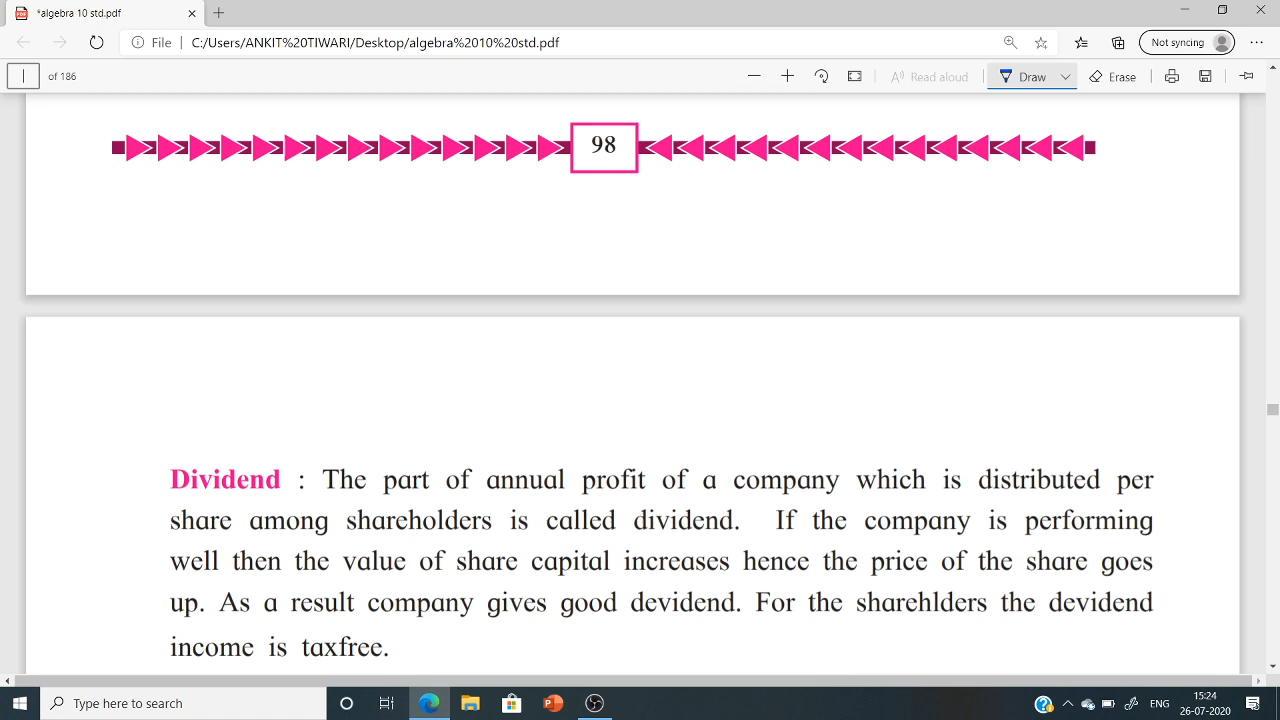 *algebra 10 std.pdf
File | C:/Users/ANKIT%20TIWARI/Desktop/algebra%2010%20std.pdf
Not syncing
of 186
Read aloud
Draw
Erase
98
Dividend : The part of annual profit of a company which is distributed per
share among shareholders is called dividend. If the company is performing
well then the value of share capital increases hence the price of the share goes
up. As a result company gives good devidend. For the sharehlders the devidend
income is taxfree.
Type here to search
ENG
15:24
26-07-2020